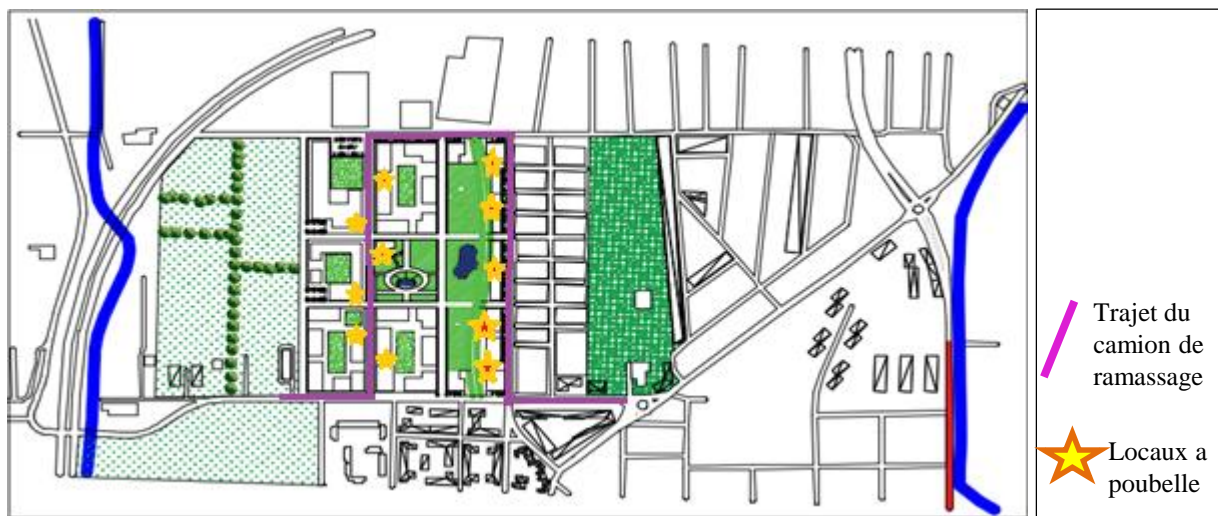 Trajet du
camion de
ramassage
Locaux a
poubelle